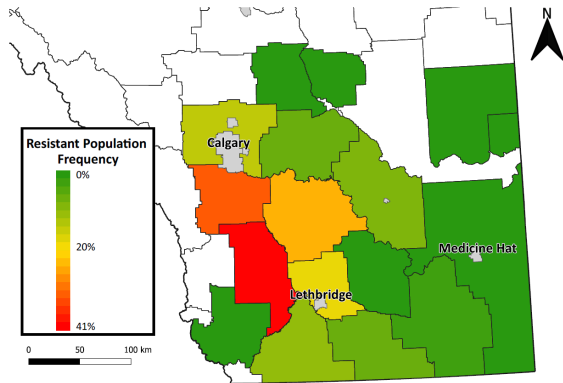 N
Calgary
Resistant Population
Frequency
0%
20%
41%
Medicine Hat
Lethbridge
0 50 100 km